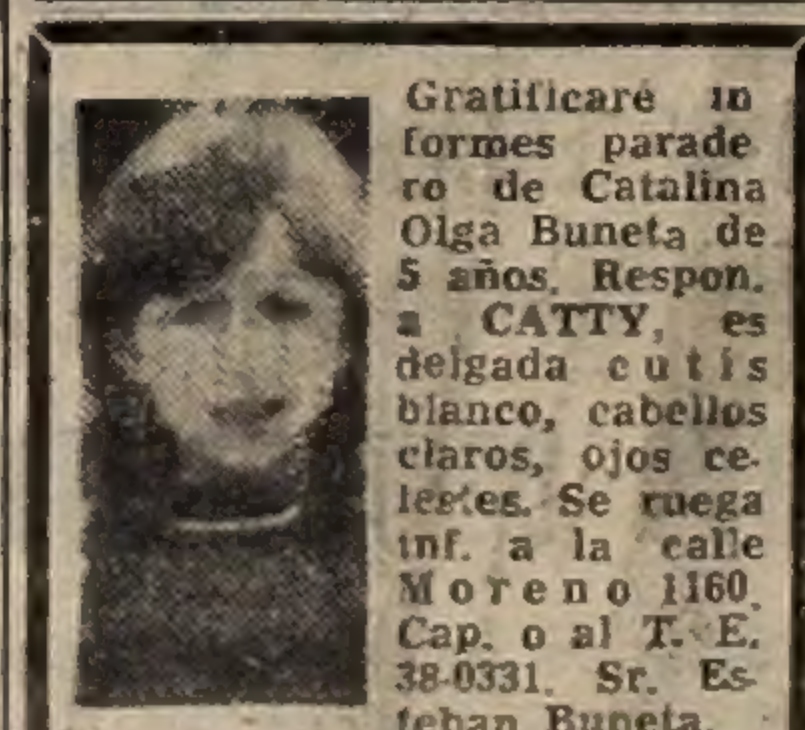 Gratificaré in
formes parade
ro de Catalina
Olga Buneta de
5 años. Respon.
a CATTY, es
delgada cutis
blanco, cabellos
claros, ojos ce-
lestes. Se ruega
inf. a la calle
Moreno 1160.
Cap. o al T. E.
38-0331. Sr. Es-
teban Buneta.